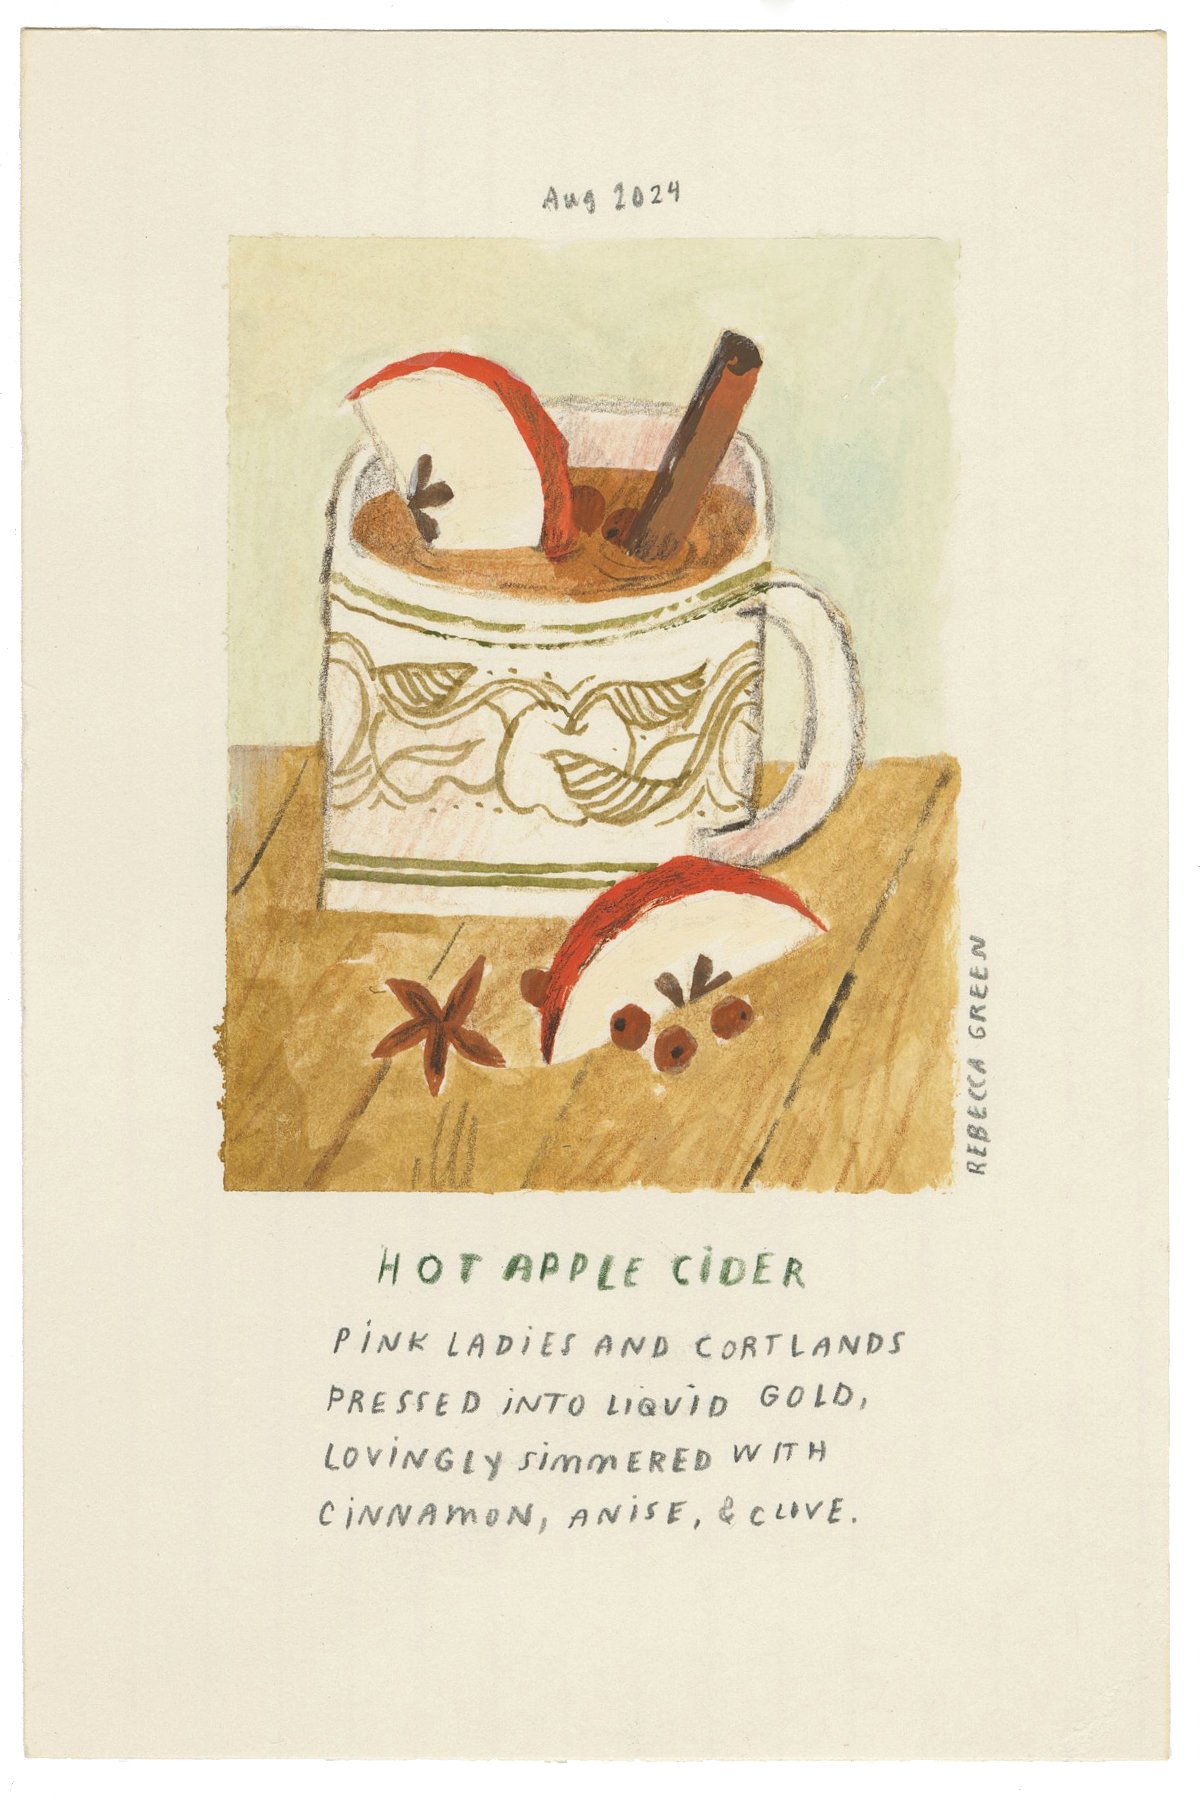 Aug 2024
REBECCA GREEN
HOT APPLE CiDER
PiNK LADiES AND CORTLANDS
PRESSED iNTO LiQUiD GOLD,
LOViNGLY SiMMERED WITH
CiNNAMON, ANiSE, & CLOVE.